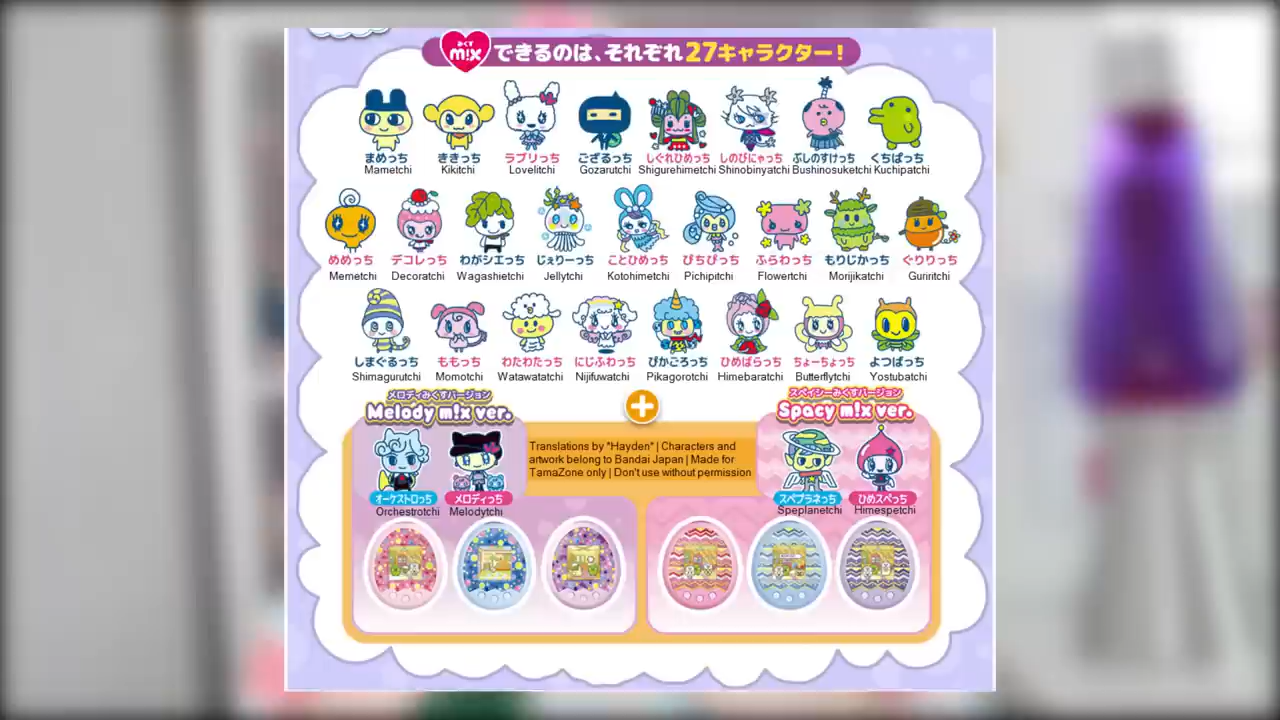 みくす
m!x できるのは、それぞれ27キャラクター！
まめっち ききっち ラブリっち ござるっち しぐれひめっち しのびにゃっち ぶしのすけっち くちぱっち
Mametchi Kikitchi Lovelitchi Gozarutchi Shigurehimetchi Shinobinyatchi Bushinosuketchi Kuchipatchi
めめっち デコレっち わがシエっち じぇりーっち ことひめっち ぴちぴっち ふらわっち もりじかっち ぐりりっち
Memetchi Decoratchi Wagashietchi Jellytchi Kotohimetchi Pichipitchi Flowertchi Morijikatchi Guriritchi
しまぐるっち ももっち わたわたっち にじふわっち ぴかごろっち ひめばらっち ちょーちょっち よつばっち
Shimagurutchi Momotchi Watawatatchi Nijifuwatchi Pikagorotchi Himebaratchi Butterflytchi Yostubatchi
メロディみくすバージョン
Melody m!x ver.
スペイシーみくすバージョン
Spacy m!x ver.
Translations by *Hayden* | Characters and
artwork belong to Bandai Japan | Made for
TamaZone only | Don't use without permission
オーケストロっち メロディっち
Orchestrotchi Melodytchi
スペプラネっち ひめスペっち
Speplanetchi Himespetchi